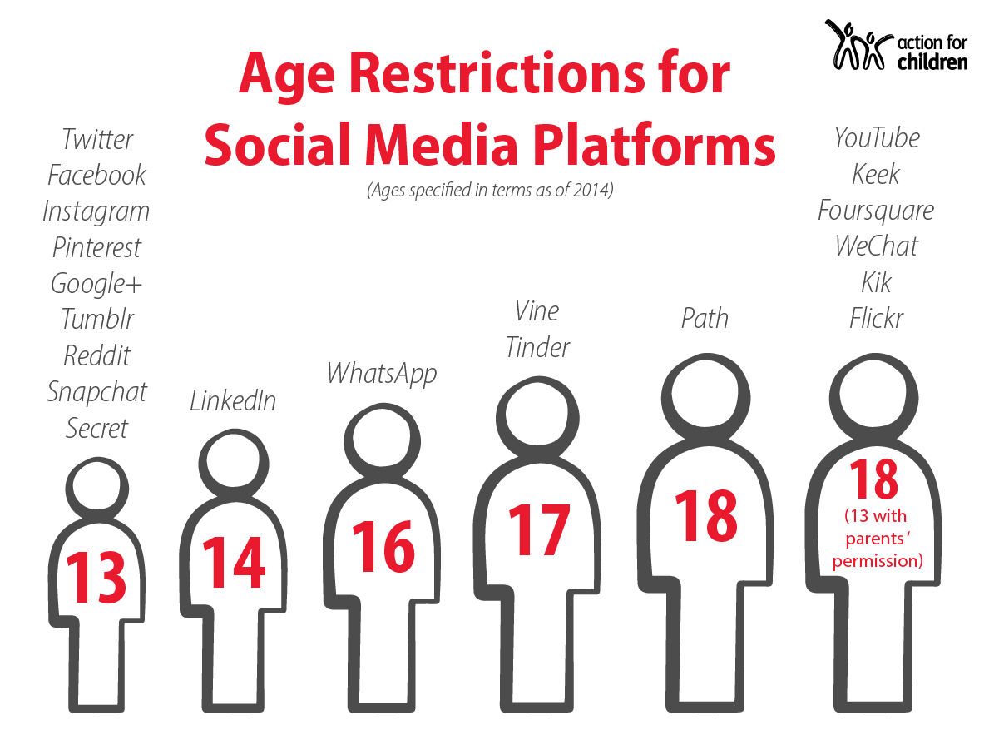 action for
children
Age Restrictions for
Social Media Platforms
(Ages specified in terms as of 2014)
Twitter
Facebook
Instagram
Pinterest
Google+
Tumblr
Reddit
Snapchat
Secret
13
LinkedIn
14
WhatsApp
16
Vine
Tinder
17
Path
18
YouTube
Keek
Foursquare
WeChat
Kik
Flickr
18
(13 with
parents‘
permission)